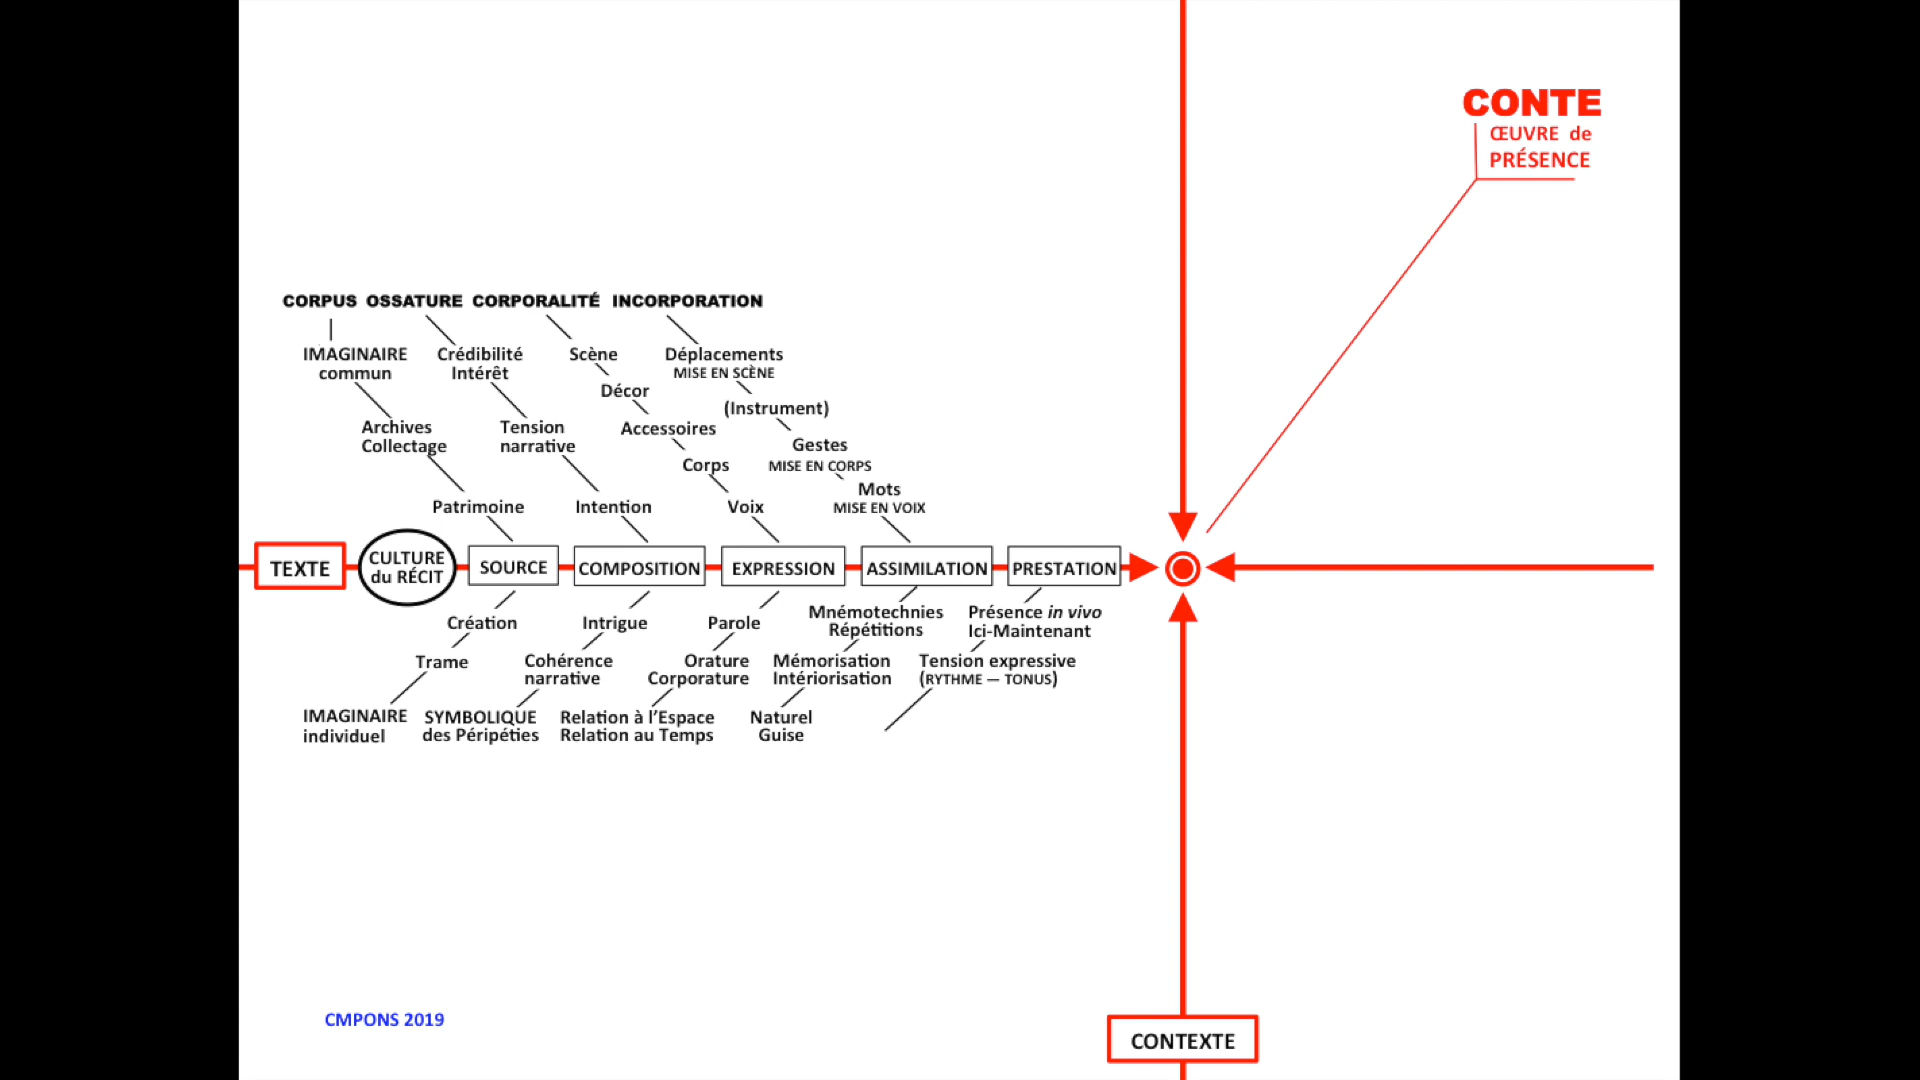 CONTE
ŒUVRE de
PRÉSENCE
CORPUS OSSATURE CORPORALITÉ INCORPORATION
IMAGINAIRE
commun
Crédibilité
Intérêt
Scène
Déplacements
MISE EN SCÈNE
Décor
(Instrument)
Archives
Collectage
Tension
narrative
Accessoires
Gestes
MISE EN CORPS
Corps
Mots
MISE EN VOIX
Patrimoine
Intention
Voix
TEXTE
CULTURE
du RÉCIT
SOURCE
COMPOSITION
EXPRESSION
ASSIMILATION
PRESTATION
Création
Intrigue
Parole
Mnémotechnies
Répétitions
Présence in vivo
Ici-Maintenant
Trame
Cohérence
narrative
Orature
Corporature
Mémorisation
Intériorisation
Tension expressive
(RYTHME — TONUS)
IMAGINAIRE
individuel
SYMBOLIQUE
des Péripéties
Relation à l'Espace
Relation au Temps
Naturel
Guise
CMPONS 2019
CONTEXTE